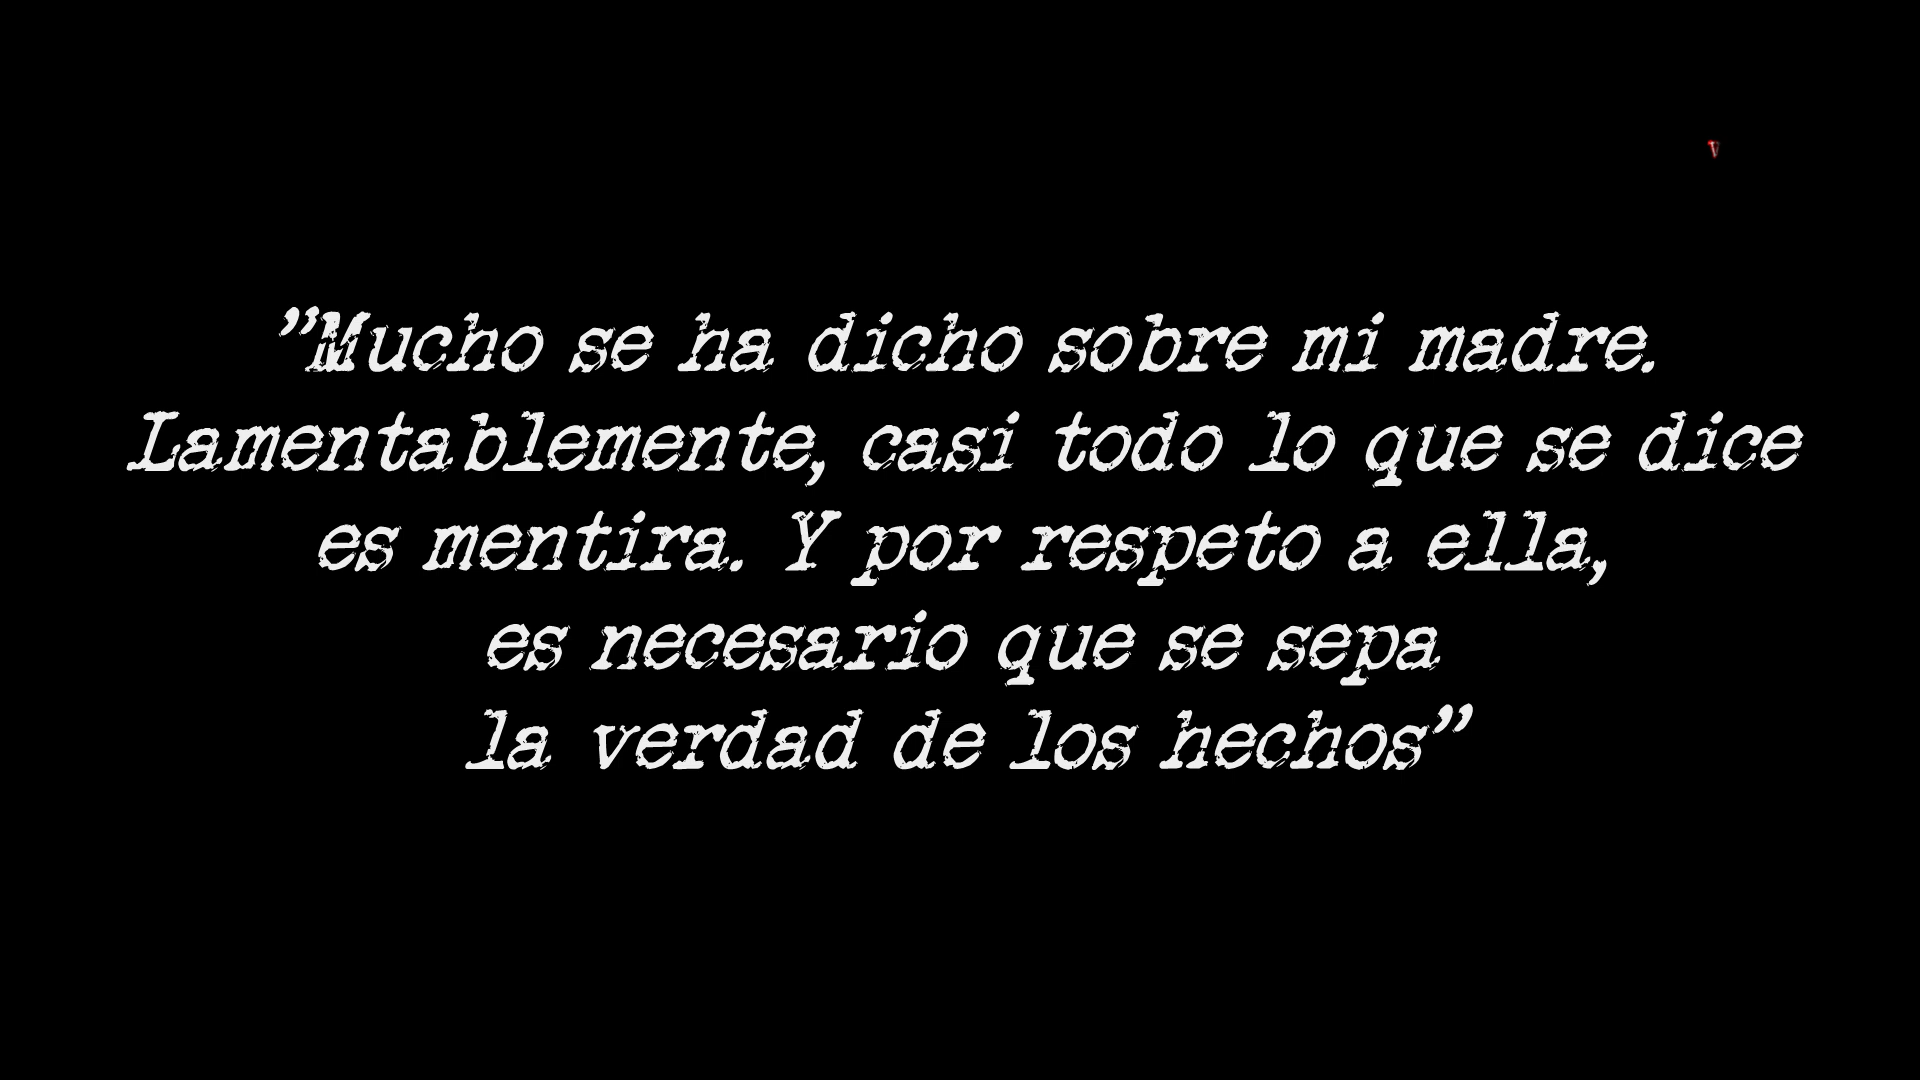 V
”Mucho se ha dicho sobre mi madre.
Lamentablemente, casi todo lo que se dice
es mentira. Y por respeto a ella,
es necesario que se sepa
la verdad de los hechos”